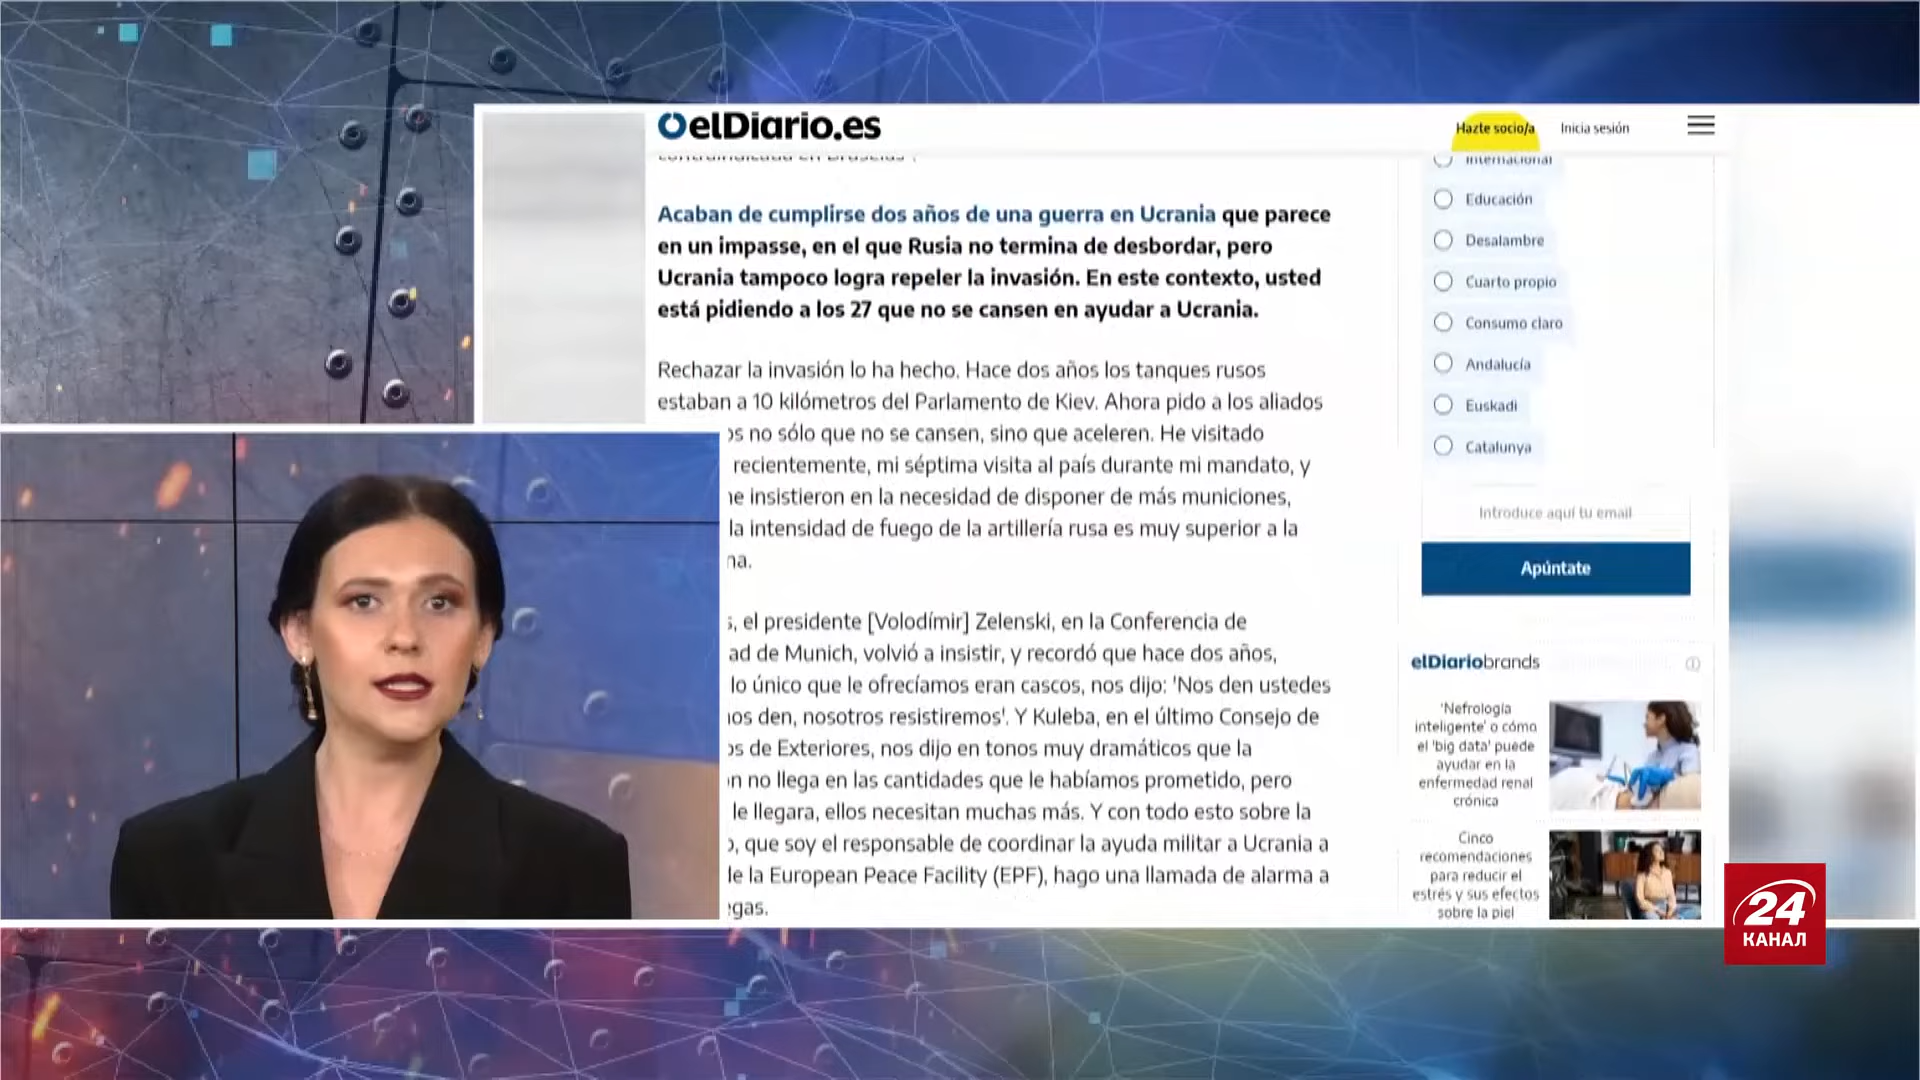 elDiario.es
Hazte socio/a
Inicia sesión
Acaban de cumplirse dos años de una guerra en Ucrania que parece
en un impasse, en el que Rusia no termina de desbordar, pero
Ucrania tampoco logra repeler la invasión. En este contexto, usted
está pidiendo a los 27 que no se cansen en ayudar a Ucrania.
Rechazar la invasión lo ha hecho. Hace dos años los tanques rusos
estaban a 10 kilómetros del Parlamento de Kiev. Ahora pido a los aliados
no sólo que no se cansen, sino que aceleren. He visitado
recientemente, mi séptima visita al país durante mi mandato, y
insistieron en la necesidad de disponer de más municiones,
la intensidad de fuego de la artillería rusa es muy superior a la
el presidente [Volodímir] Zelenski, en la Conferencia de
de Munich, volvió a insistir, y recordó que hace dos años,
lo único que le ofrecíamos eran cascos, nos dijo: 'Nos den ustedes
den, nosotros resistiremos'. Y Kuleba, en el último Consejo de
de Exteriores, nos dijo en tonos muy dramáticos que la
no llega en las cantidades que le habíamos prometido, pero
le llegara, ellos necesitan muchas más. Y con todo esto sobre la
que soy el responsable de coordinar la ayuda militar a Ucrania a
de la European Peace Facility (EPF), hago una llamada de alarma a
Internacional
Educación
Desalambre
Cuarto propio
Consumo claro
Andalucía
Euskadi
Catalunya
Introduce aquí tu email
Apúntate
elDiariobrands
'Nefrología
inteligente' o cómo
el 'big data' puede
ayudar en la
enfermedad renal
crónica
Cinco
recomendaciones
para reducir el
estrés y sus efectos
sobre la piel
24
КАНАЛ